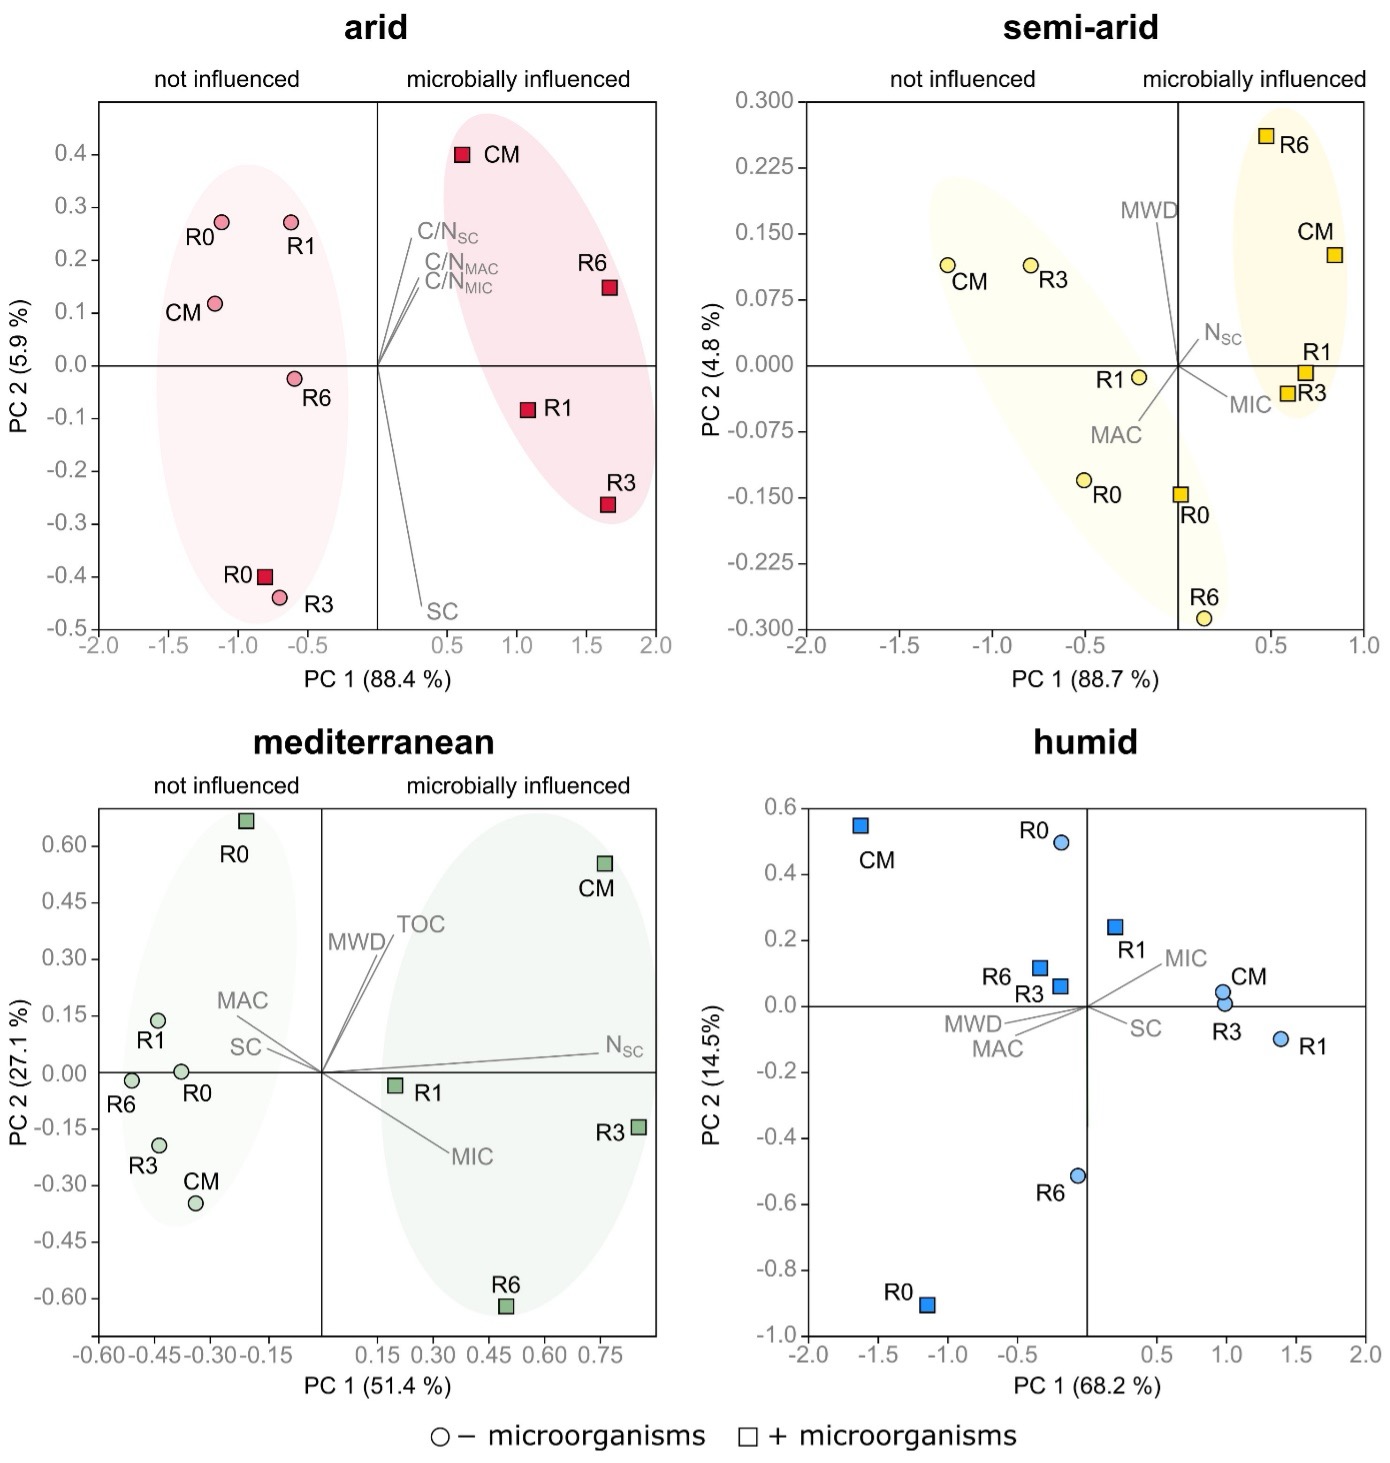 arid
not influenced microbially influenced
0.4
0.3
0.2
0.1
0.0
-0.1
-0.2
-0.3
-0.4
-0.5
PC 2 (5.9 %)
CM
R0
R1
C/NSC
C/NMAC
C/NMIC
R6
CM
R6
R1
R3
R0
R3
SC
-2.0 -1.5 -1.0 -0.5 0.5 1.0 1.5 2.0
PC 1 (88.4 %)
semi-arid
not influenced microbially influenced
0.300
0.225
0.150
0.075
0.000
-0.075
-0.150
-0.225
-0.300
PC 2 (4.8 %)
R6
MWD
CM
CM
R3
NSC
R1
R1
R3
MIC
MAC
R0
R0
R6
-2.0 -1.5 -1.0 -0.5 0.5 1.0
PC 1 (88.7 %)
mediterranean
not influenced microbially influenced
0.60
0.45
0.30
0.15
0.00
-0.15
-0.30
-0.45
-0.60
PC 2 (27.1 %)
R0
CM
TOC
MWD
MAC
R1
SC
NSC
R6
R0
R1
R3
R3
CM
MIC
R6
-0.60 -0.45 -0.30 -0.15 0.15 0.30 0.45 0.60 0.75
PC 1 (51.4 %)
humid
0.6
0.4
0.2
0.0
-0.2
-0.4
-0.6
-0.8
-1.0
PC 2 (14.5%)
CM
R0
R1
MIC
R6
R3
CM
MWD
MAC
SC
R3
R1
R6
R0
-2.0 -1.5 -1.0 -0.5 0.5 1.0 1.5 2.0
PC 1 (68.2 %)
− microorganisms + microorganisms